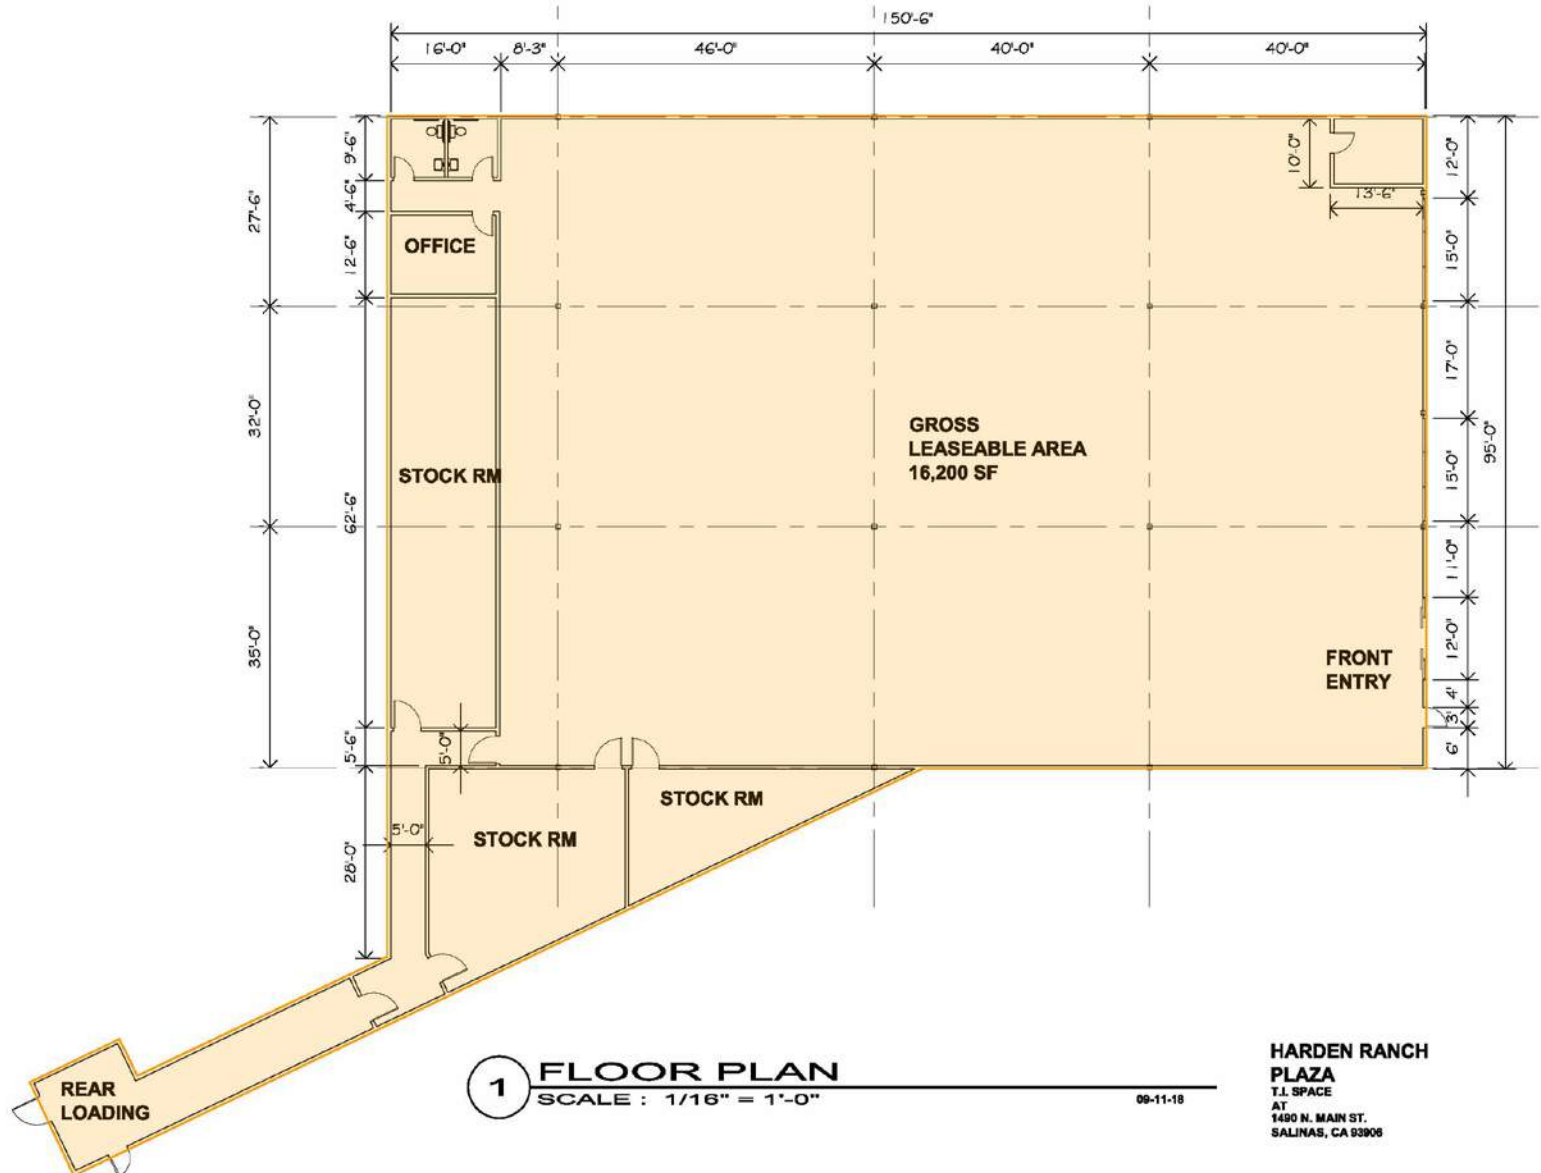 150'-6"
16'-0"
8'-3"
46'-0"
40'-0"
40'-0"
9'-6"
4'-6"
12'-6"
27'-6"
10'-0"
13'-6"
12'-0"
15'-0"
OFFICE
17'-0"
32'-0"
GROSS
LEASEABLE AREA
16,200 SF
STOCK RM
62'-6"
15'-0"
95'-0"
11'-0"
12'-0"
35'-0"
FRONT
ENTRY
4'
3'
6'
5'-6"
5'-0"
STOCK RM
5'-0"
STOCK RM
28'-0"
REAR
LOADING
1
FLOOR PLAN
SCALE : 1/16" = 1'-0"
09-11-18
HARDEN RANCH
PLAZA
T.I. SPACE
AT
1490 N. MAIN ST.
SALINAS, CA 93906